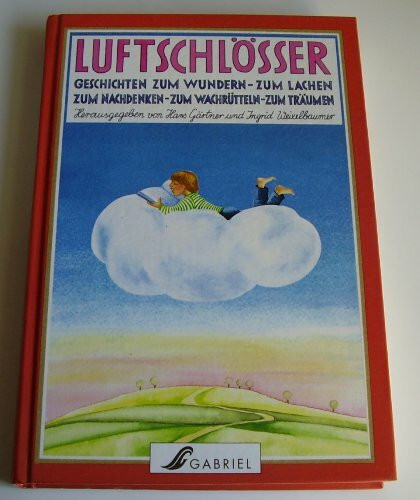 LUFTSCHLÖSSER
GESCHICHTEN ZUM WUNDERN-ZUM LACHEN
ZUM NACHDENKEN-ZUM WACHRÜTTELN-ZUM TRÄUMEN
Herausgegeben von Hans Gärtner und Ingrid Weixelbaumer
GABRIEL